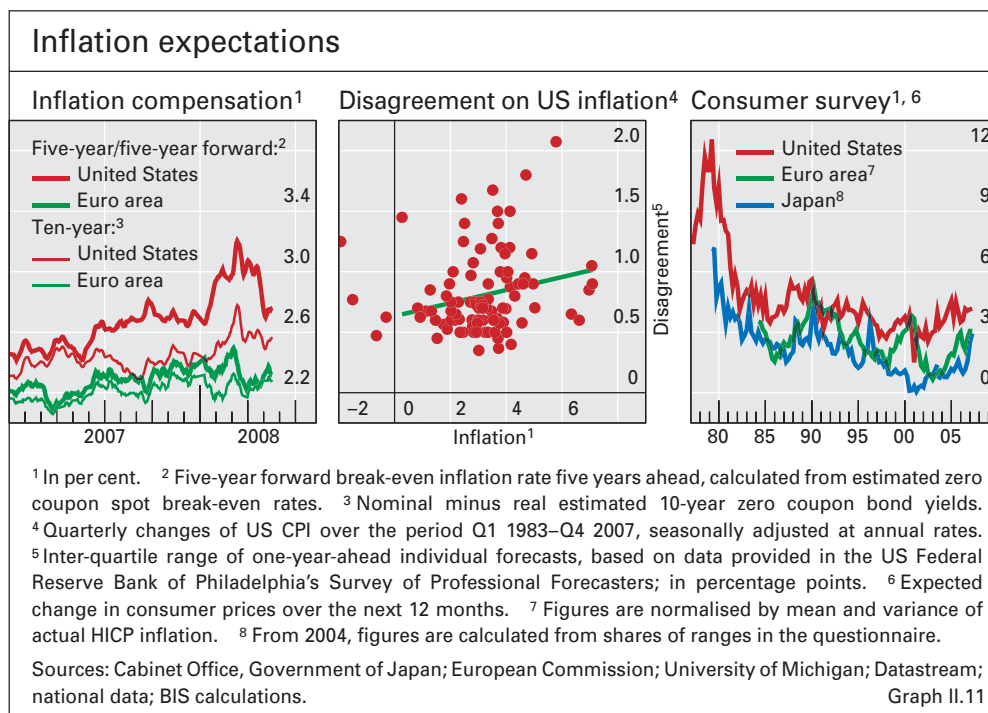 Inflation expectations
Inflation compensation¹
Five-year/five-year forward:²
United States
Euro area
Ten-year:³
United States
Euro area
3.4
3.0
2.6
2.2
2007
2008
Disagreement on US inflation⁴
2.0
1.5
1.0
0.5
0
Disagreement⁵
–2
0
2
4
6
Inflation¹
Consumer survey¹, ⁶
United States
Euro area⁷
Japan⁸
12
9
6
3
0
80
85
90
95
00
05
¹ In per cent. ² Five-year forward break-even inflation rate five years ahead, calculated from estimated zero
coupon spot break-even rates. ³ Nominal minus real estimated 10-year zero coupon bond yields.
⁴ Quarterly changes of US CPI over the period Q1 1983–Q4 2007, seasonally adjusted at annual rates.
⁵ Inter-quartile range of one-year-ahead individual forecasts, based on data provided in the US Federal
Reserve Bank of Philadelphia’s Survey of Professional Forecasters; in percentage points. ⁶ Expected
change in consumer prices over the next 12 months. ⁷ Figures are normalised by mean and variance of
actual HICP inflation. ⁸ From 2004, figures are calculated from shares of ranges in the questionnaire.
Sources: Cabinet Office, Government of Japan; European Commission; University of Michigan; Datastream;
national data; BIS calculations.
Graph II.11